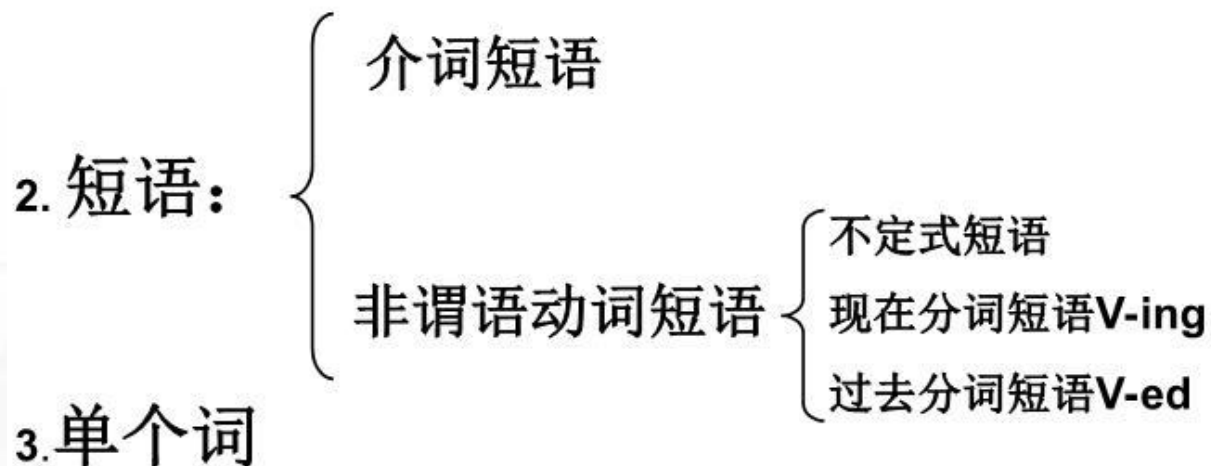 介词短语
2. 短语：
不定式短语
非谓语动词短语
现在分词短语V-ing
过去分词短语V-ed
3.单个词